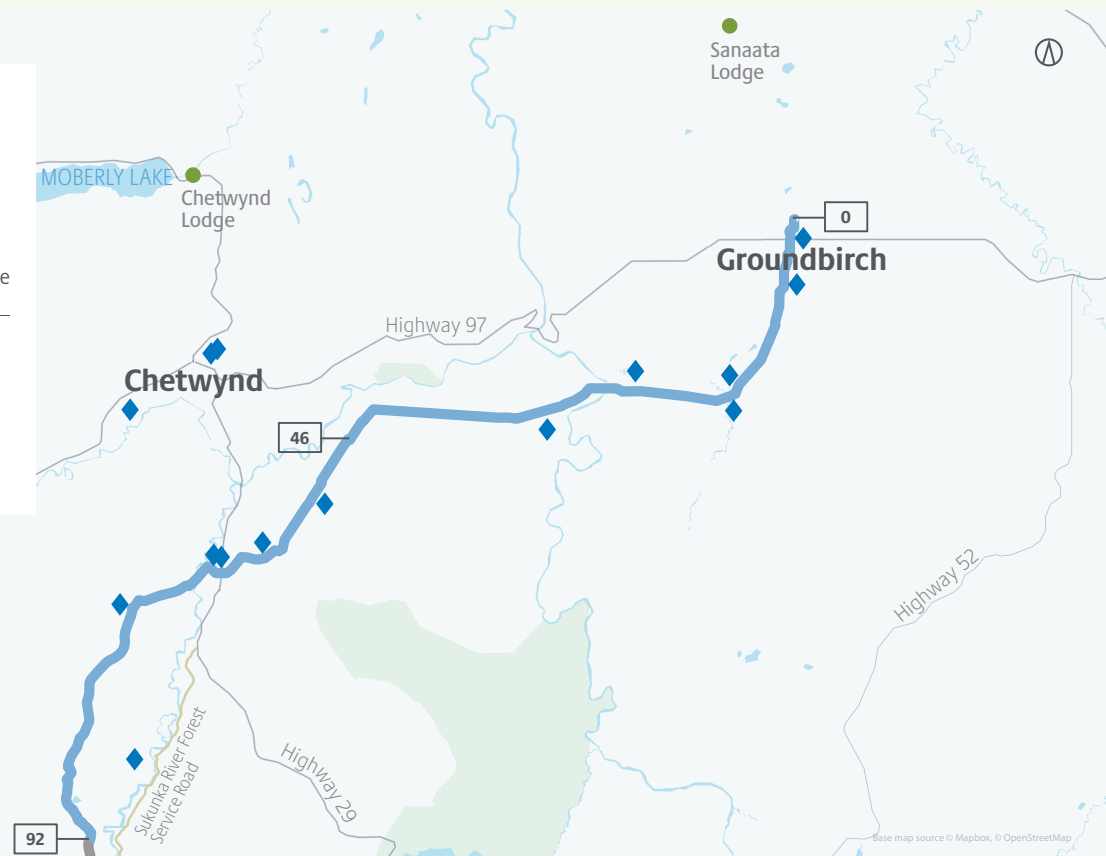 Sanaata
Lodge
MOBERLY LAKE
Chetwynd
Lodge
0
Groundbirch
e
Highway 97
Chetwynd
46
Highway 52
Sukunka River Forest
Service Road
Highway 29
92
Base map source © Mapbox, © OpenStreetMap